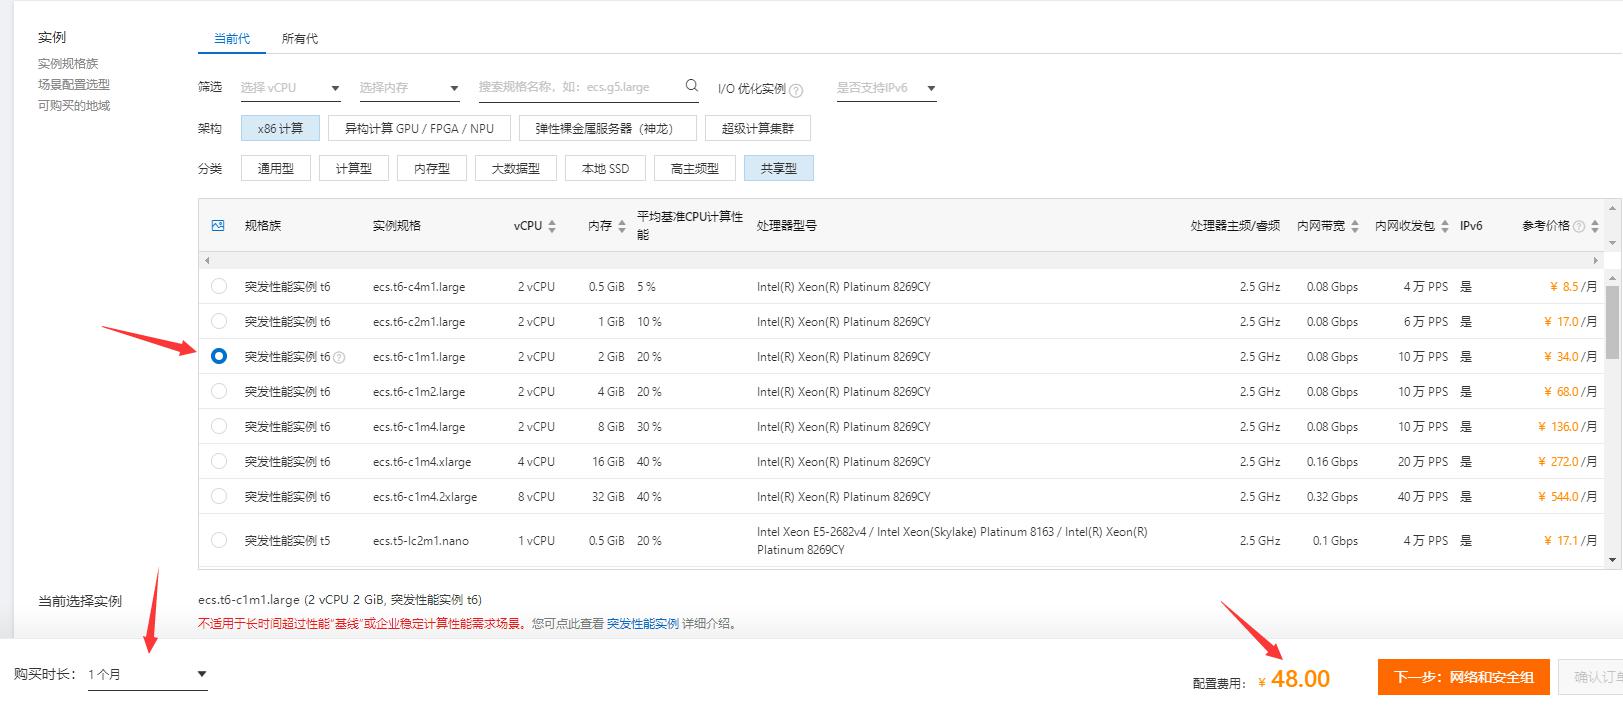 实例
当前代 所有代
实例规格族
场景配置选型
可购买的地域
筛选 选择 vCPU 选择内存 搜索规格名称，如：ecs.g5.large I/O 优化实例 ? 是否支持IPv6
架构 x86 计算 异构计算 GPU / FPGA / NPU 弹性裸金属服务器（神龙） 超级计算集群
分类 通用型 计算型 内存型 大数据型 本地 SSD 高主频型 共享型
规格族 实例规格 vCPU 内存 平均基准CPU计算性能 处理器型号 处理器主频/睿频 内网带宽 内网收发包 IPv6 参考价格 ?
突发性能实例 t6 ecs.t6-c4m1.large 2 vCPU 0.5 GiB 5 % Intel(R) Xeon(R) Platinum 8269CY 2.5 GHz 0.08 Gbps 4 万 PPS 是 ¥ 8.5 /月
突发性能实例 t6 ecs.t6-c2m1.large 2 vCPU 1 GiB 10 % Intel(R) Xeon(R) Platinum 8269CY 2.5 GHz 0.08 Gbps 6 万 PPS 是 ¥ 17.0 /月
突发性能实例 t6 ? ecs.t6-c1m1.large 2 vCPU 2 GiB 20 % Intel(R) Xeon(R) Platinum 8269CY 2.5 GHz 0.08 Gbps 10 万 PPS 是 ¥ 34.0 /月
突发性能实例 t6 ecs.t6-c1m2.large 2 vCPU 4 GiB 20 % Intel(R) Xeon(R) Platinum 8269CY 2.5 GHz 0.08 Gbps 10 万 PPS 是 ¥ 68.0 /月
突发性能实例 t6 ecs.t6-c1m4.large 2 vCPU 8 GiB 30 % Intel(R) Xeon(R) Platinum 8269CY 2.5 GHz 0.08 Gbps 10 万 PPS 是 ¥ 136.0 /月
突发性能实例 t6 ecs.t6-c1m4.xlarge 4 vCPU 16 GiB 40 % Intel(R) Xeon(R) Platinum 8269CY 2.5 GHz 0.16 Gbps 20 万 PPS 是 ¥ 272.0 /月
突发性能实例 t6 ecs.t6-c1m4.2xlarge 8 vCPU 32 GiB 40 % Intel(R) Xeon(R) Platinum 8269CY 2.5 GHz 0.32 Gbps 40 万 PPS 是 ¥ 544.0 /月
突发性能实例 t5 ecs.t5-lc2m1.nano 1 vCPU 0.5 GiB 20 % Intel Xeon E5-2682v4 / Intel Xeon(Skylake) Platinum 8163 / Intel(R) Xeon(R) Platinum 8269CY 2.5 GHz 0.1 Gbps 4 万 PPS 是 ¥ 17.1 /月
当前选择实例 ecs.t6-c1m1.large (2 vCPU 2 GiB, 突发性能实例 t6)
不适用于长时间超过性能“基线”或企业稳定计算性能需求场景。您可点此查看 突发性能实例 详细介绍。
购买时长： 1 个月 配置费用： ¥ 48.00 下一步：网络和安全组 确认订单